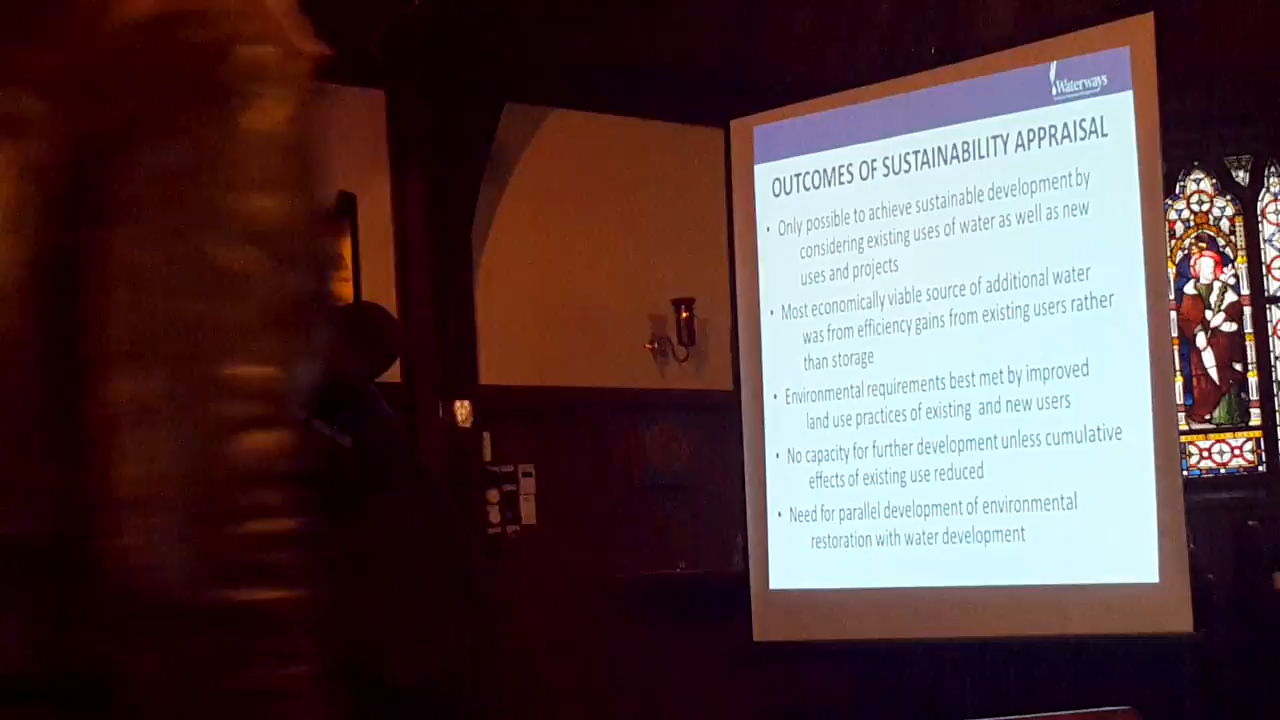 Waterways
OUTCOMES OF SUSTAINABILITY APPRAISAL
• Only possible to achieve sustainable development by
considering existing uses of water as well as new
uses and projects
• Most economically viable source of additional water
was from efficiency gains from existing users rather
than storage
• Environmental requirements best met by improved
land use practices of existing and new users
• No capacity for further development unless cumulative
effects of existing use reduced
• Need for parallel development of environmental
restoration with water development